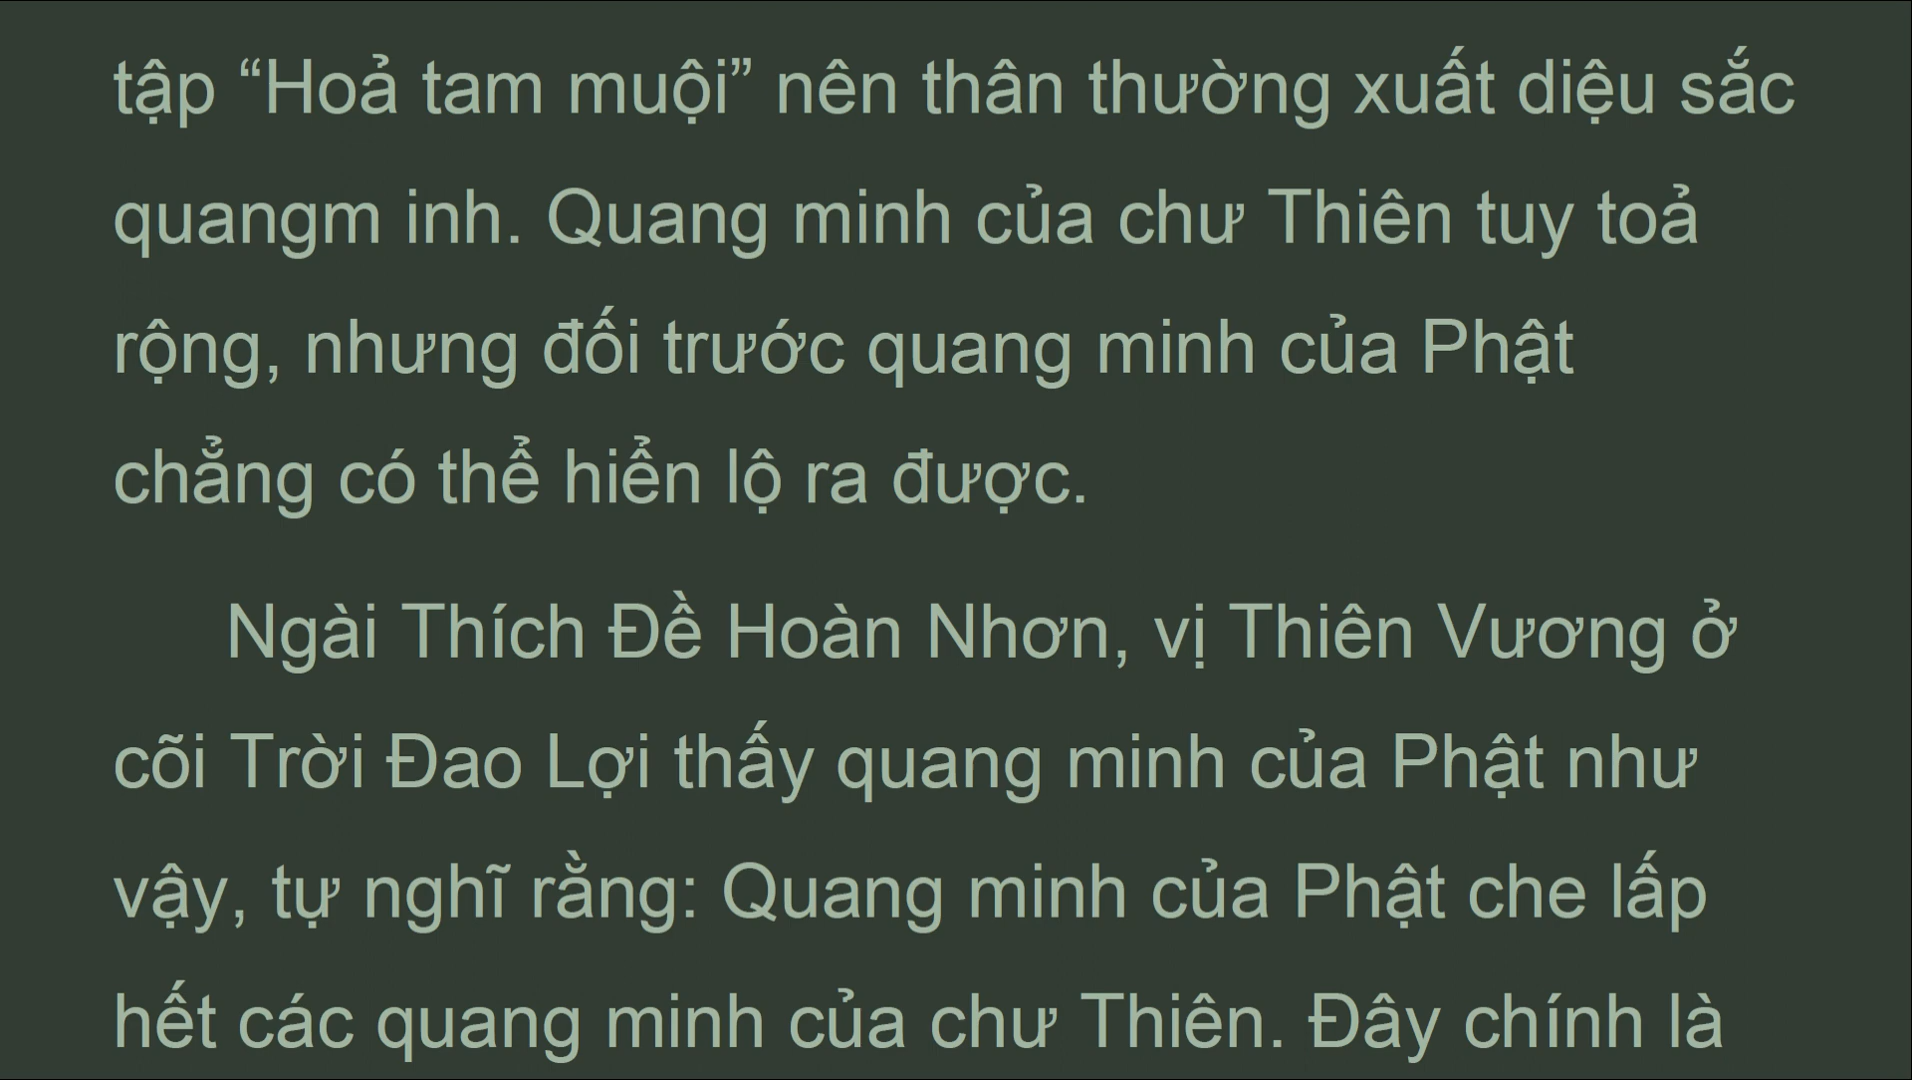 tập “Hoả tam muội” nên thân thường xuất diệu sắc
quangm inh. Quang minh của chư Thiên tuy toả
rộng, nhưng đối trước quang minh của Phật
chẳng có thể hiển lộ ra được.
Ngài Thích Đề Hoàn Nhơn, vị Thiên Vương ở
cõi Trời Đao Lợi thấy quang minh của Phật như
vậy, tự nghĩ rằng: Quang minh của Phật che lấp
hết các quang minh của chư Thiên. Đây chính là